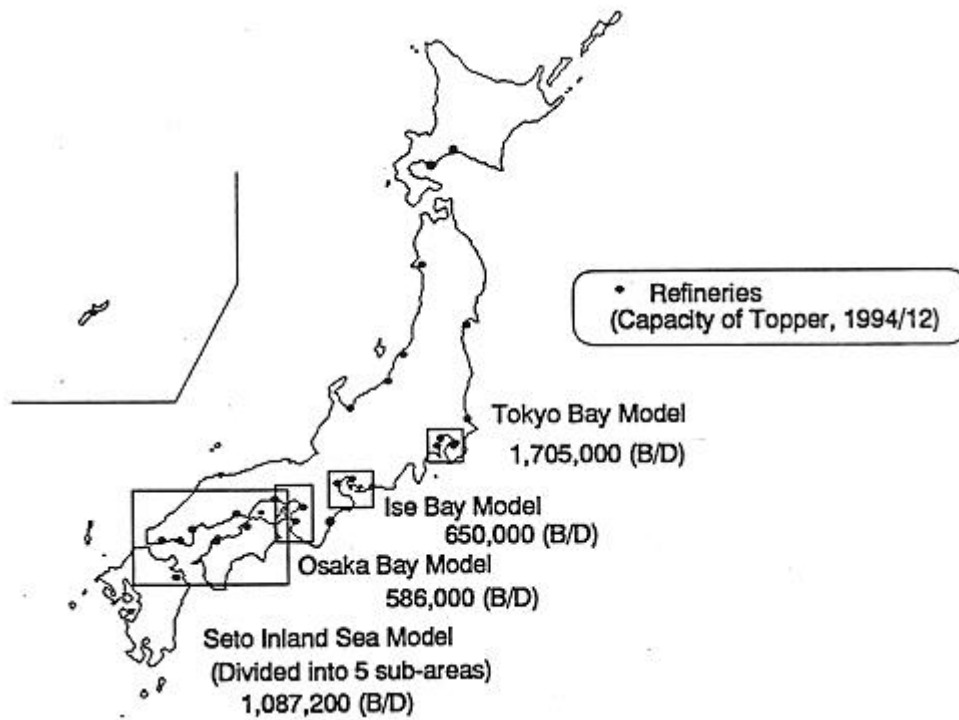 • Refineries
(Capacity of Topper, 1994/12)
Tokyo Bay Model
1,705,000 (B/D)
Ise Bay Model
650,000 (B/D)
Osaka Bay Model
586,000 (B/D)
Seto Inland Sea Model
(Divided into 5 sub-areas)
1,087,200 (B/D)